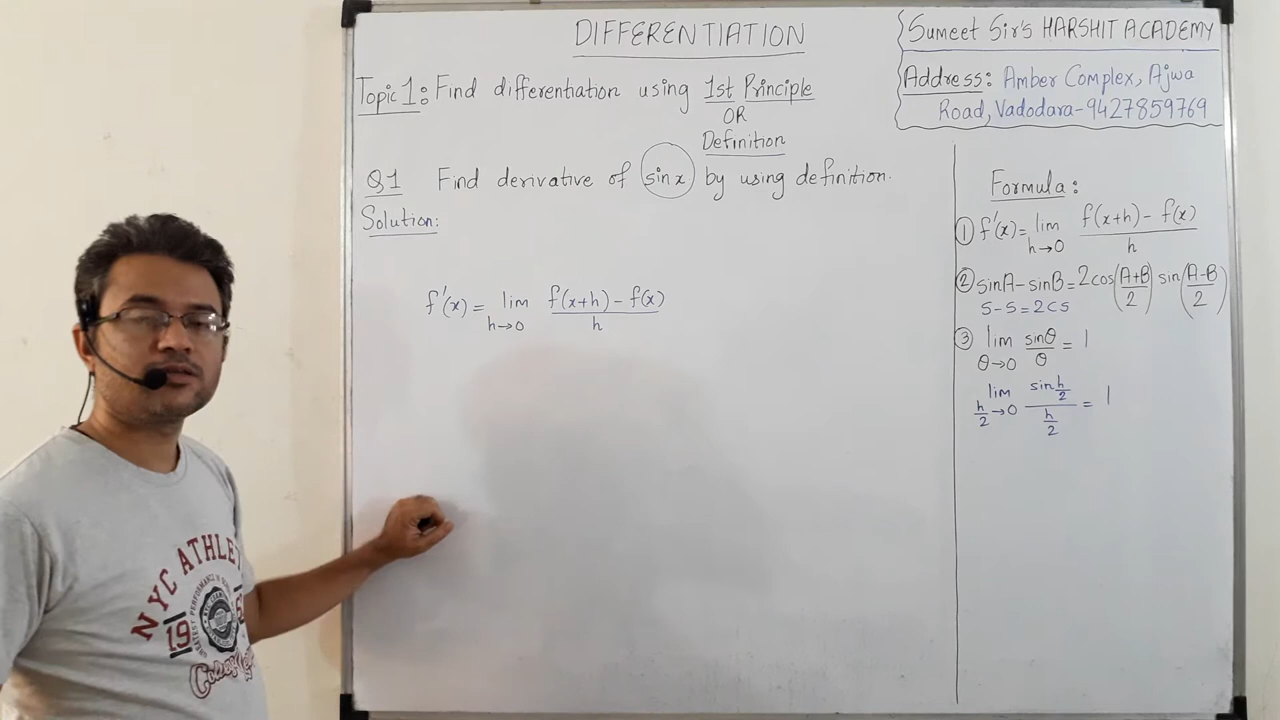 DIFFERENTIATION
Topic 1: Find differentiation using 1st Principle
OR
Definition
Q1 Find derivative of sinx by using definition.
Solution:
f'(x) = lim h→0 f(x+h) - f(x) / h
Sumeet Sir's HARSHIT ACADEMY
Address: Amber Complex, Ajwa
Road, Vadodara-9427859769
Formula:
① f'(x) = lim h→0 f(x+h) - f(x) / h
② sinA - sinB = 2cos(A+B/2) sin(A-B/2)
S-S = 2CS
③ lim θ→0 sinθ/θ = 1
lim h/2→0 sin h/2 / h/2 = 1
NYC ATHLE
19 6